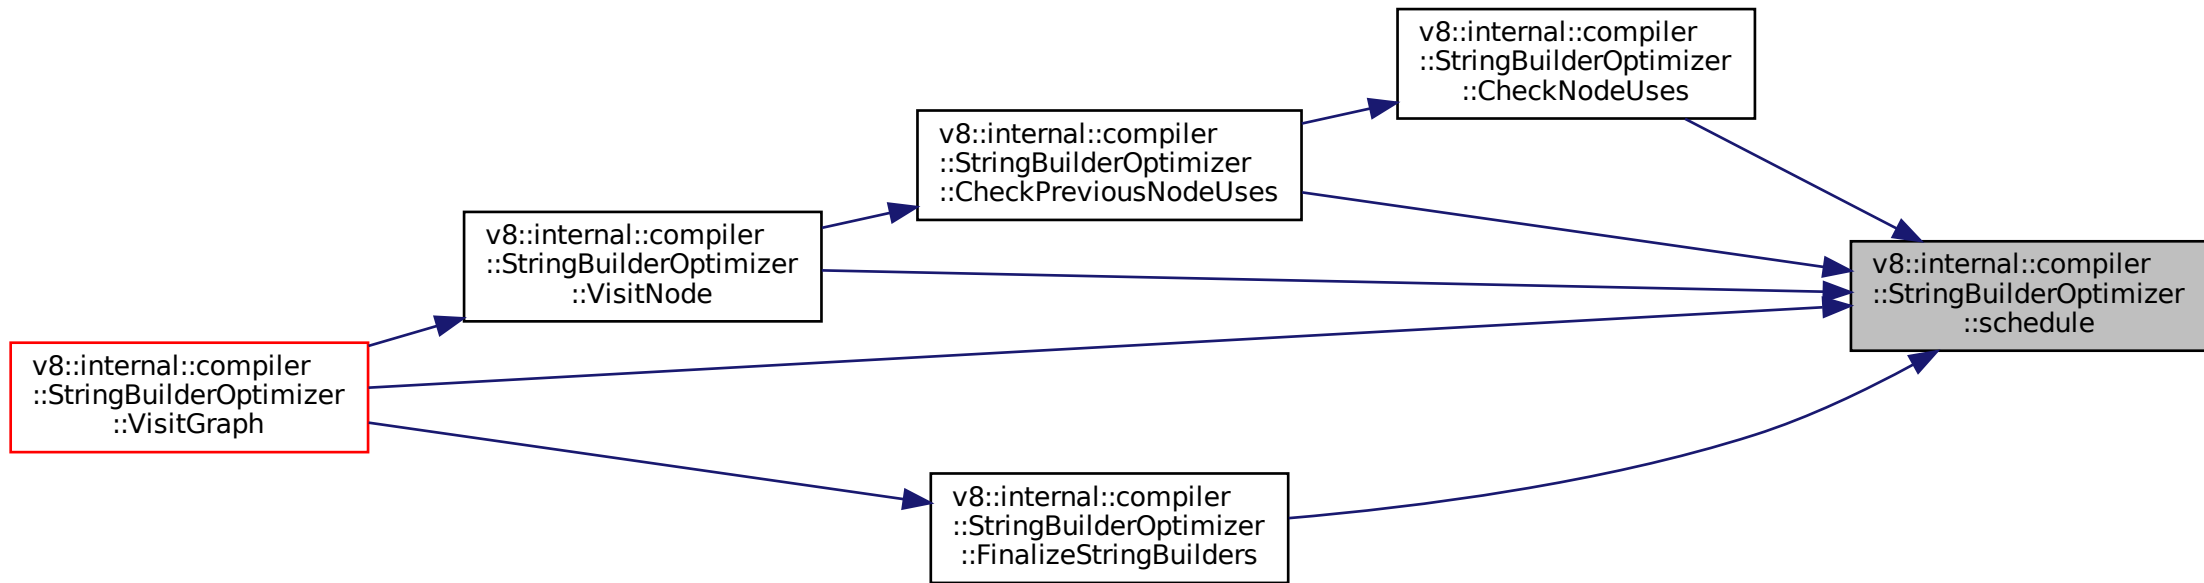 v8::internal::compiler
::StringBuilderOptimizer
::CheckNodeUses
v8::internal::compiler
::StringBuilderOptimizer
::CheckPreviousNodeUses
v8::internal::compiler
::StringBuilderOptimizer
::VisitNode
v8::internal::compiler
::StringBuilderOptimizer
::schedule
v8::internal::compiler
::StringBuilderOptimizer
::VisitGraph
v8::internal::compiler
::StringBuilderOptimizer
::FinalizeStringBuilders